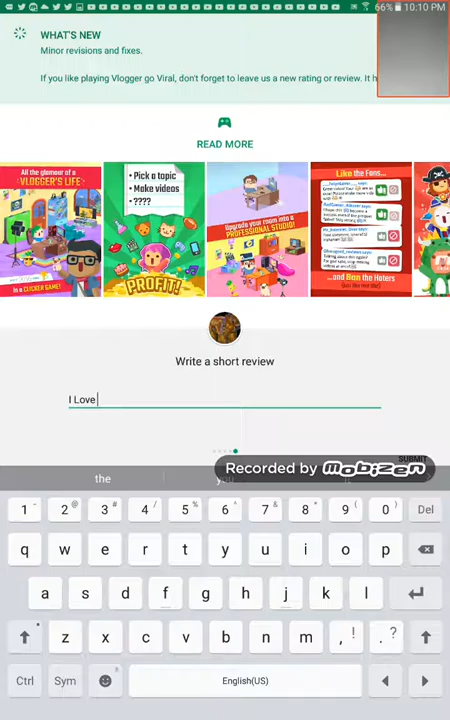 66% 10:10 PM
WHAT'S NEW
Minor revisions and fixes.
If you like playing Vlogger go Viral, don't forget to leave us a new rating or review. It h
READ MORE
All the glamour of a
VLOGGER'S LIFE
In a CLICKER GAME!
• Pick a topic
• Make videos
• ????
PROFIT!
Upgrade your room into a
PROFESSIONAL STUDIO!
Like the Fans...
...and Ban the Haters
(just like real life)
Write a short review
I Love
SUBMIT
Recorded by Mobizen
the
1 - 2 @ 3 # 4 / 5 % 6 ^ 7 & 8 * 9 ( 0 ) Del
q w e r t y u i o p
a s d f g h j k l
z x c v b n m , ! . ?
Ctrl Sym English(US)